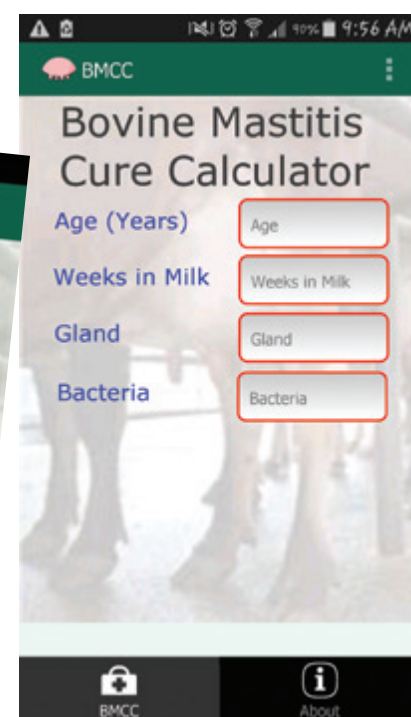 90% 9:56 AM
BMCC
Bovine Mastitis
Cure Calculator
Age (Years) Age
Weeks in Milk Weeks in Milk
Gland Gland
Bacteria Bacteria
BMCC About